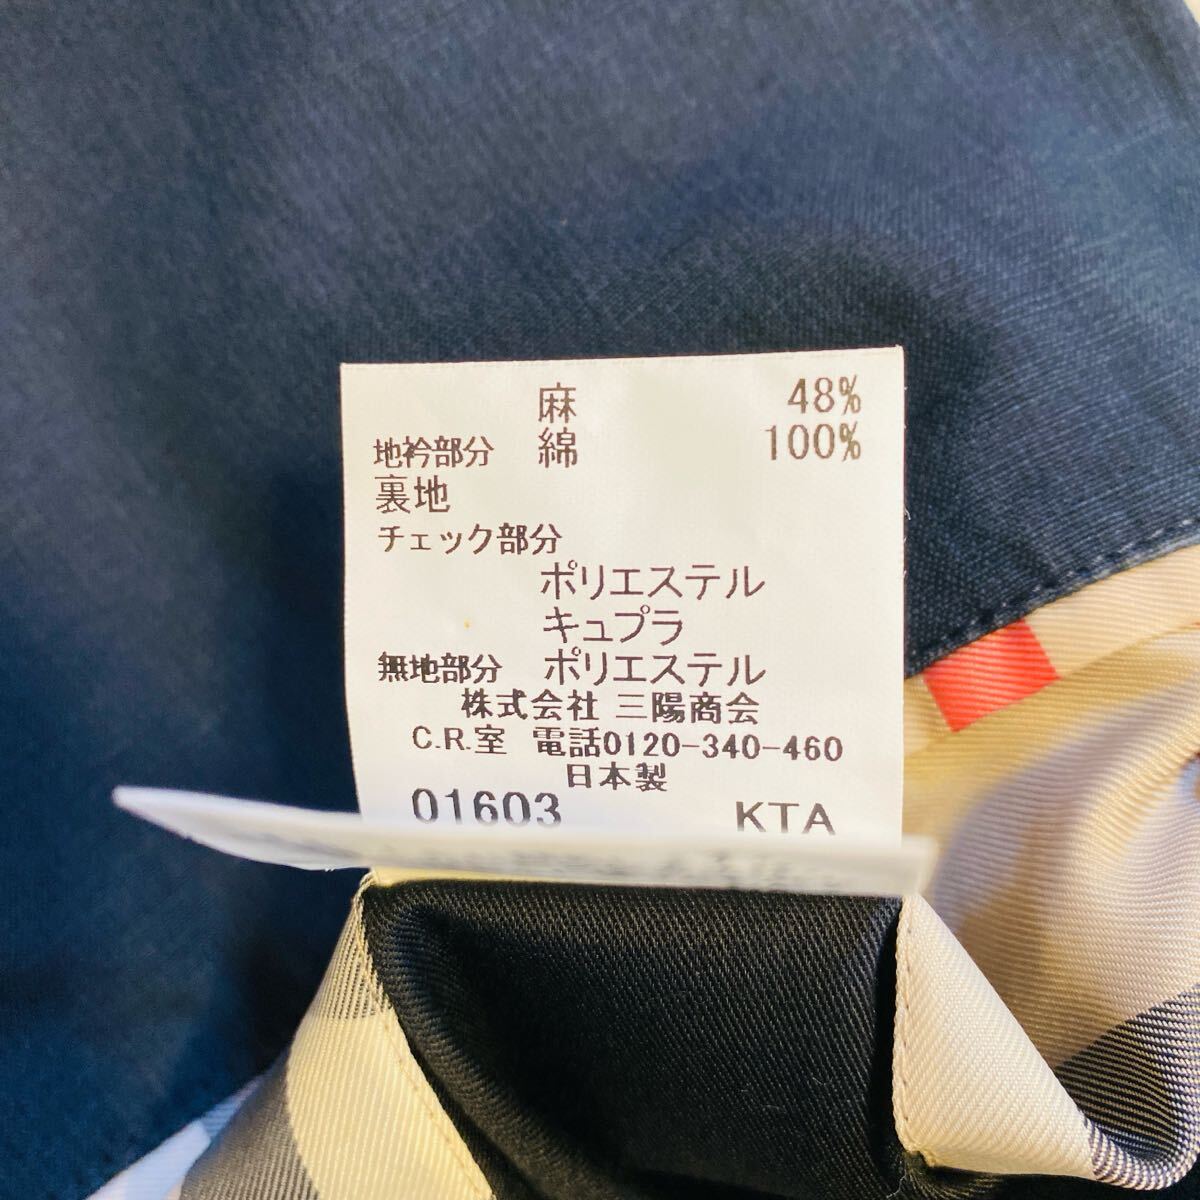 麻 48%
地衿部分 綿 100%
裏地
チェック部分
ポリエステル
キュプラ
無地部分 ポリエステル
株式会社 三陽商会
C.R.室 電話0120-340-460
日本製
01603 KTA